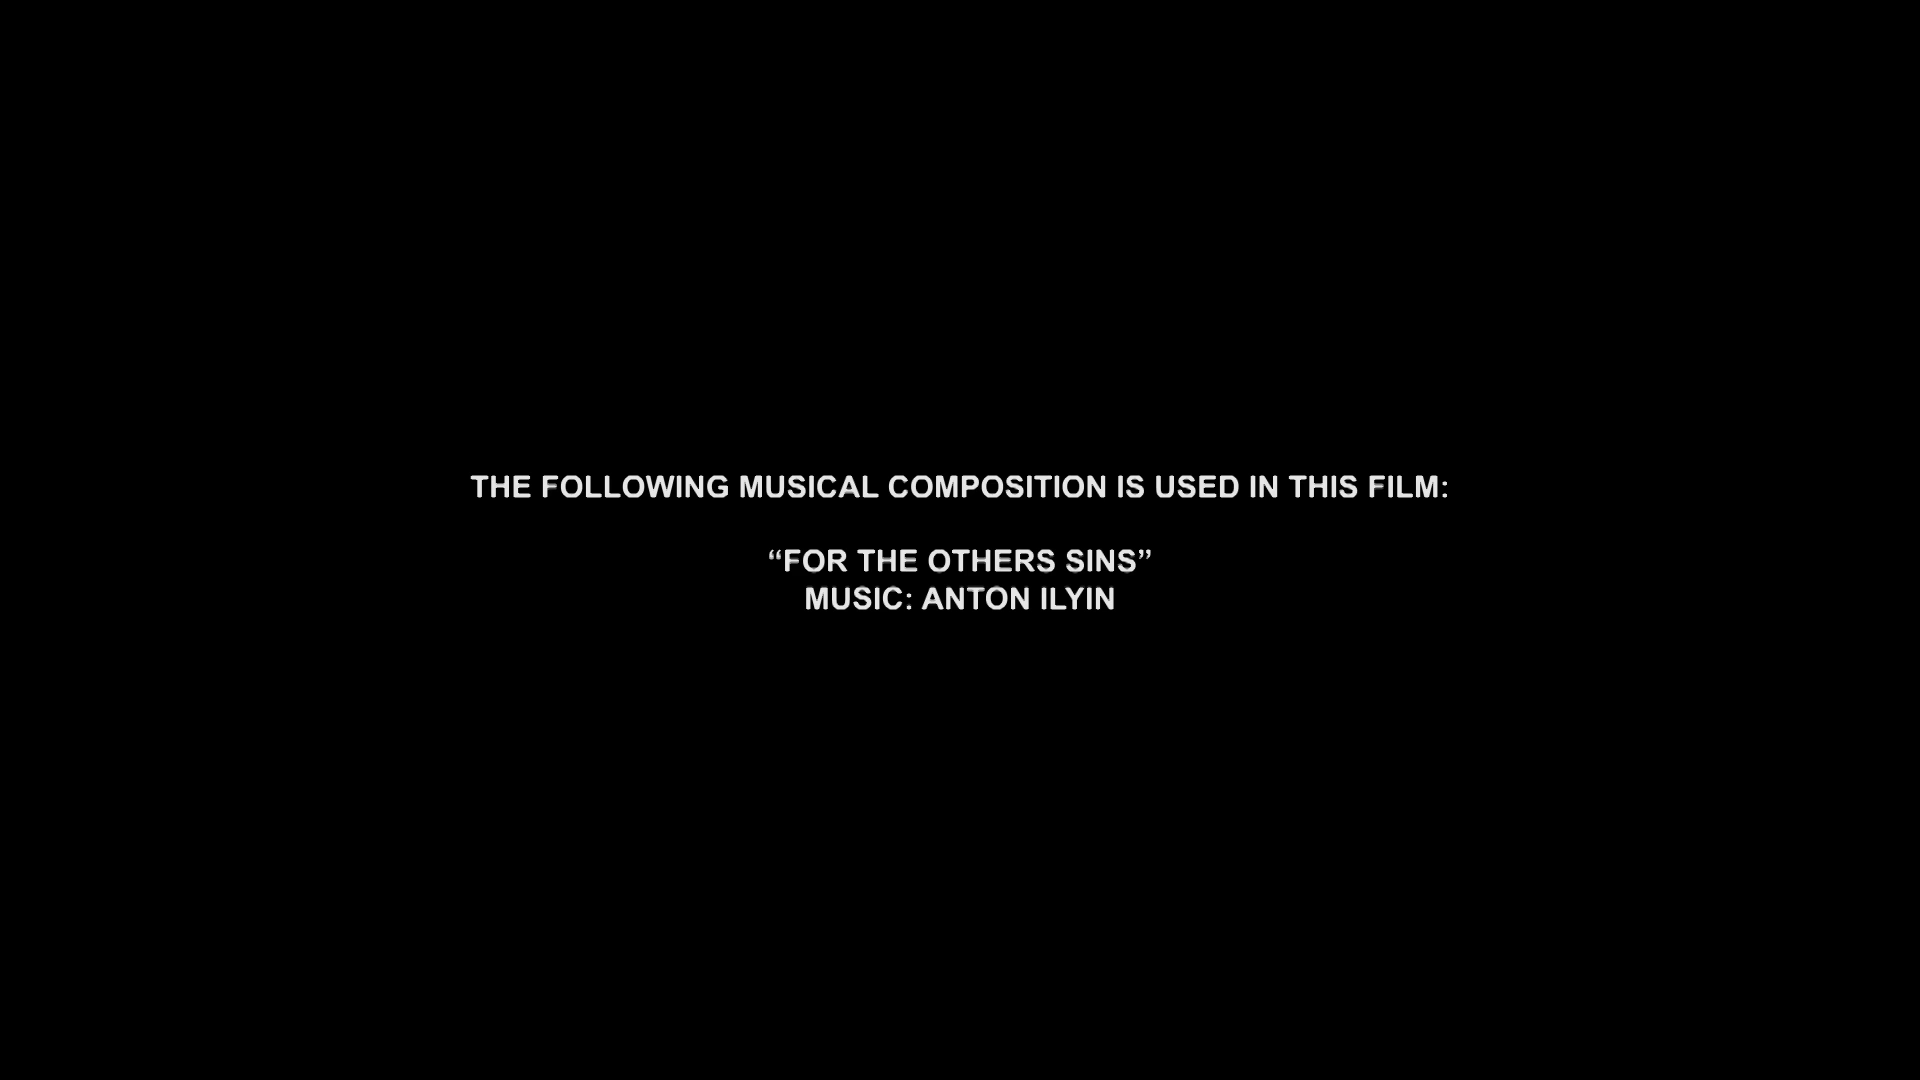 THE FOLLOWING MUSICAL COMPOSITION IS USED IN THIS FILM:
“FOR THE OTHERS SINS”
MUSIC: ANTON ILYIN